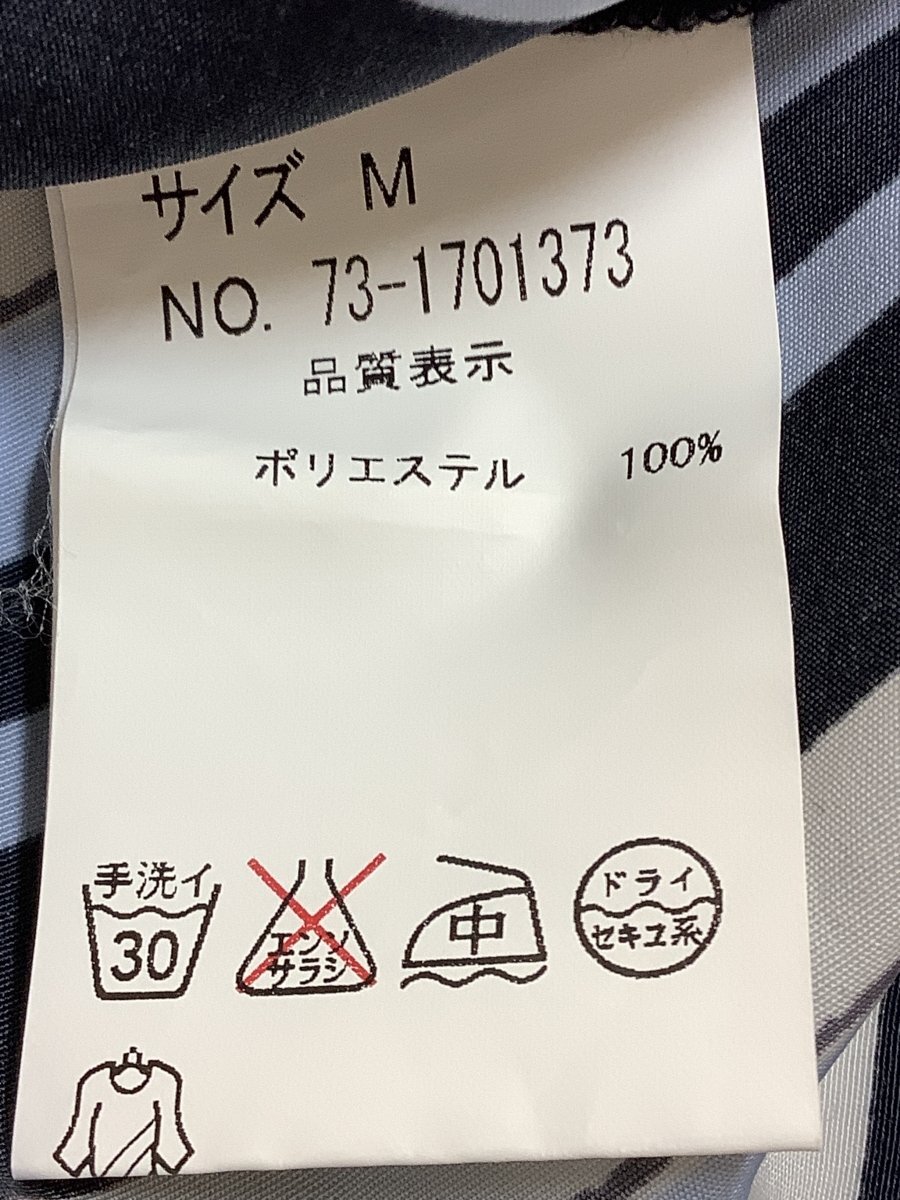 サイズ M
NO. 73-1701373
品質表示
ポリエステル 100%
手洗イ
30
エンソ
サラシ
中
ドライ
セキユ系